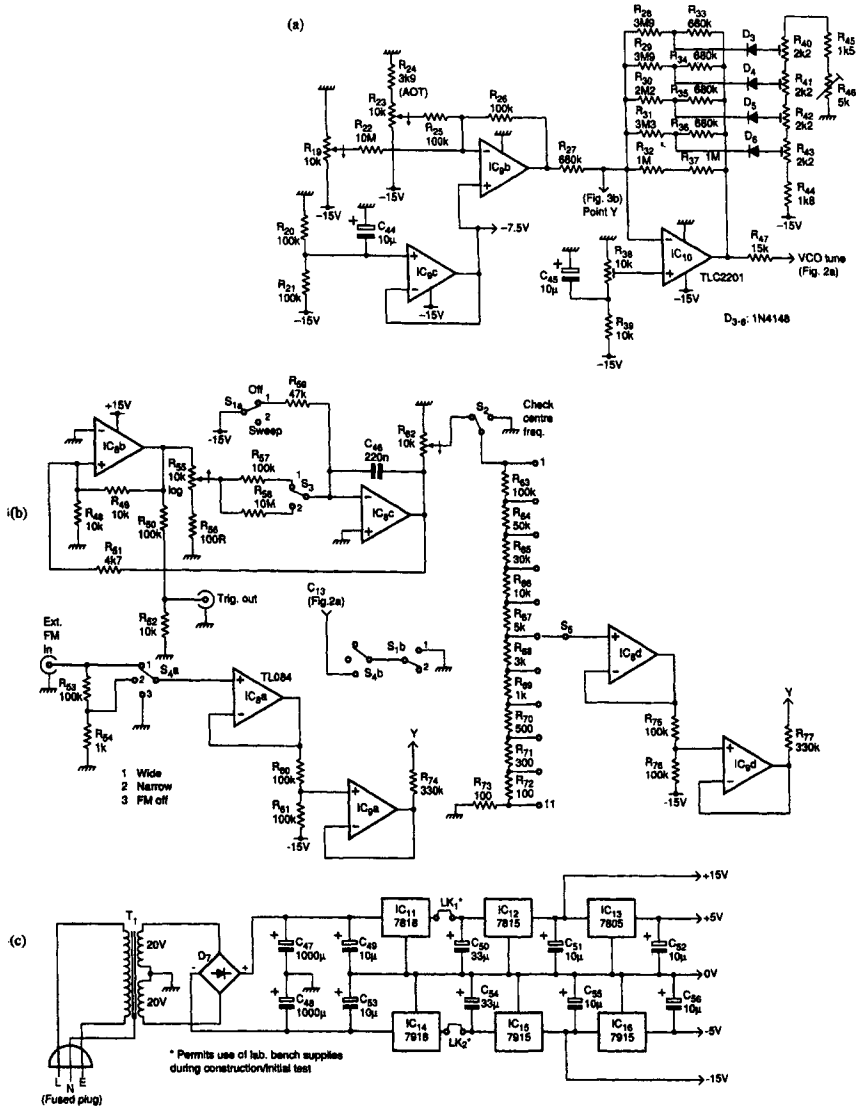 (a)
R28
3M9
R33
680k
R29
3M9
R34
680k
R30
2M2
R35
680k
R31
3M3
R36
680k
R32
1M
R37
1M
D3
D4
D5
D6
R40
2k2
R41
2k2
R42
2k2
R43
2k2
R44
1k8
-15V
R45
1k5
R46
5k
R24
3k9
(AOT)
R23
10k
R19
10k
-15V
R22
10M
-15V
R25
100k
R26
100k
IC9b
R27
680k
(Fig. 3b)
Point Y
R20
100k
R21
100k
-15V
C44
10µ
IC9c
-15V
-7.5V
C45
10µ
R38
10k
R39
10k
-15V
IC10
TLC2201
-15V
R47
15k
VCO tune
(Fig. 2a)
D3-6: 1N4148
(b)
+15V
IC8b
R48
10k
R49
10k
R50
100k
R51
4k7
R52
10k
Trig. out
R55
10k
log
R56
100R
S1a
Off
1
2
Sweep
-15V
R59
47k
R57
100k
R58
10M
1
S3
2
C46
220n
IC8c
R62
10k
S2
Check
centre
freq.
1
R63
100k
R64
50k
R65
30k
R66
10k
R67
5k
R68
3k
R69
1k
R70
500
R71
300
R72
100
11
R73
100
S5
IC8d
R75
100k
R76
100k
-15V
IC9d
Y
R77
330k
C13
(Fig.2a)
S4b
S1b
1
2
Ext.
FM
In
R53
100k
R54
1k
1
2
3
S4a
1 Wide
2 Narrow
3 FM off
TL084
IC8a
R60
100k
R61
100k
-15V
IC9a
Y
R74
330k
(c)
T1
20V
20V
L
N
E
(Fused plug)
D7
-
+
C47
1000µ
C48
1000µ
C49
10µ
C53
10µ
IC11
7818
LK1*
C50
33µ
IC12
7815
C51
10µ
IC13
7805
C52
10µ
IC14
7918
LK2*
C54
33µ
IC15
7915
C55
10µ
IC16
7915
C56
10µ
+15V
+5V
0V
-5V
-15V
* Permits use of lab. bench supplies
during construction/initial test